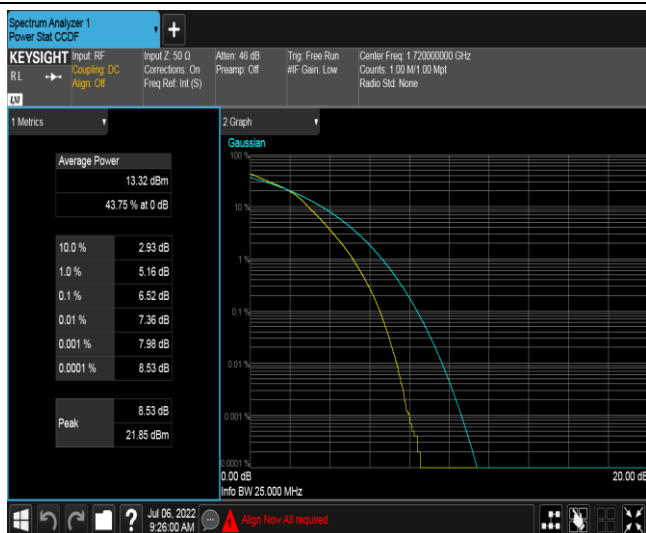 Spectrum Analyzer 1
Power Stat CCDF
KEYSIGHT
Input: RF
Coupling: DC
Align: Off
Input Z: 50 Ω
Corrections: On
Freq Ref: Int (S)
Atten: 46 dB
Preamp: Off
Trig: Free Run
#IF Gain: Low
Center Freq: 1.720000000 GHz
Counts: 1.00 M/1.00 Mpt
Radio Std: None
R L
LXI
1 Metrics
Average Power
13.32 dBm
43.75 % at 0 dB
10.0 % 2.93 dB
1.0 % 5.16 dB
0.1 % 6.52 dB
0.01 % 7.36 dB
0.001 % 7.98 dB
0.0001 % 8.53 dB
Peak
8.53 dB
21.85 dBm
2 Graph
Gaussian
100 %
10 %
1 %
0.1 %
0.01 %
0.001 %
0.0001 %
0.00 dB
20.00 dB
Info BW 25.000 MHz
?
Jul 06, 2022
9:26:00 AM
Align Now All required